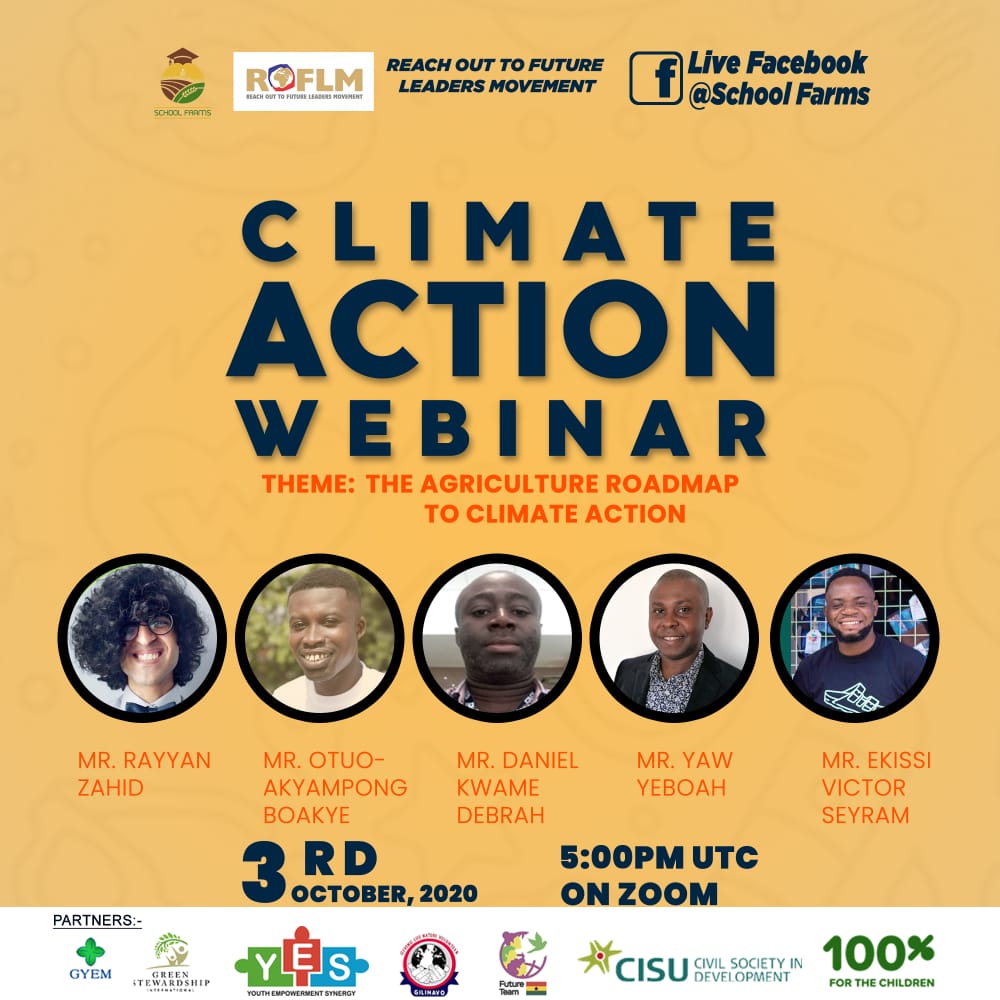 SCHOOL FARMS
ROFLM
REACH OUT TO FUTURE LEADERS MOVEMENT
REACH OUT TO FUTURE
LEADERS MOVEMENT
f
Live Facebook
@School Farms
CLIMATE
ACTION
WEBINAR
THEME: THE AGRICULTURE ROADMAP
TO CLIMATE ACTION
MR. RAYYAN
ZAHID
MR. OTUO-
AKYAMPONG
BOAKYE
MR. DANIEL
KWAME
DEBRAH
MR. YAW
YEBOAH
MR. EKISSI
VICTOR
SEYRAM
3RD
OCTOBER, 2020
5:00PM UTC
ON ZOOM
PARTNERS:-
GYEM
GREEN
STEWARDSHIP
INTERNATIONAL
YES
YOUTH EMPOWERMENT SYNERGY
GILINAVO
Future
Team
CISU CIVIL SOCIETY IN
DEVELOPMENT
100%
FOR THE CHILDREN